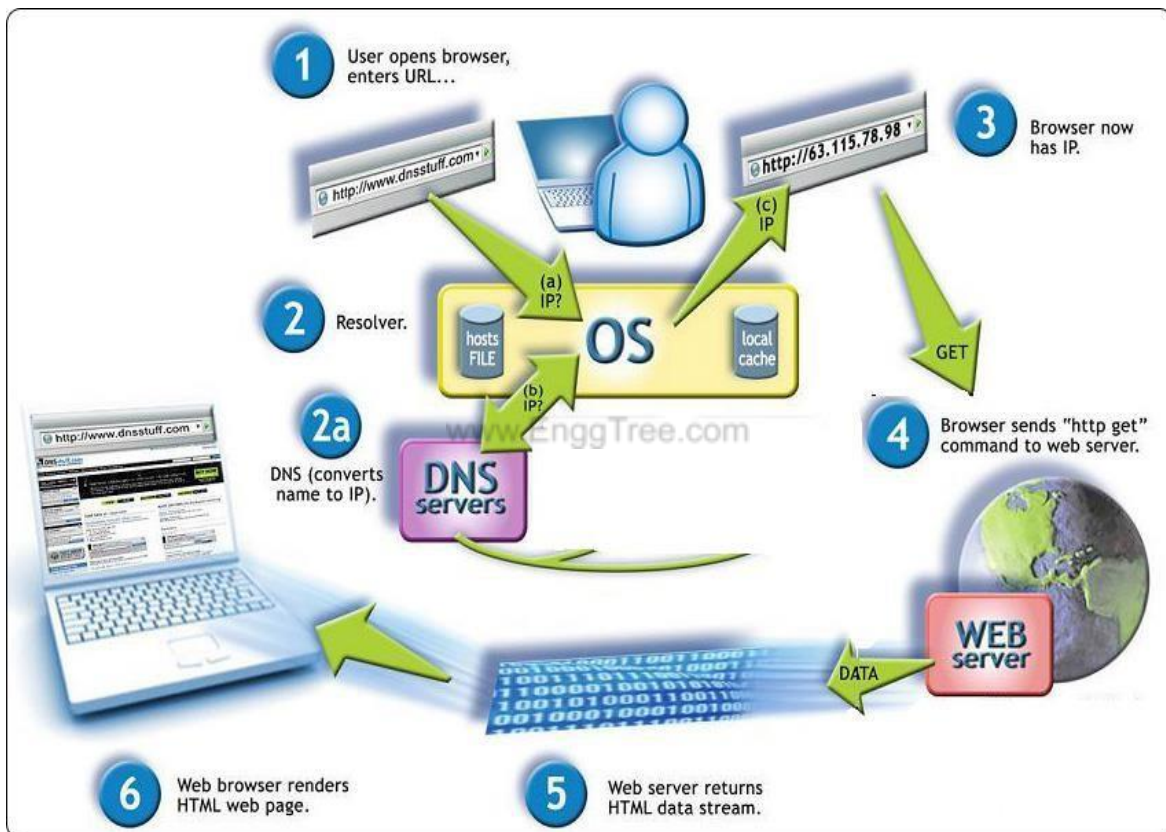 1
User opens browser,
enters URL...
http://www.dnsstuff.com
http://63.115.78.98
3
Browser now
has IP.
(a)
IP?
(c)
IP
2
Resolver.
hosts
FILE
OS
local
cache
GET
(b)
IP?
www.EnggTree.com
2a
DNS (converts
name to IP).
DNS
servers
4
Browser sends "http get"
command to web server.
http://www.dnsstuff.com
WEB
server
DATA
6
Web browser renders
HTML web page.
5
Web server returns
HTML data stream.